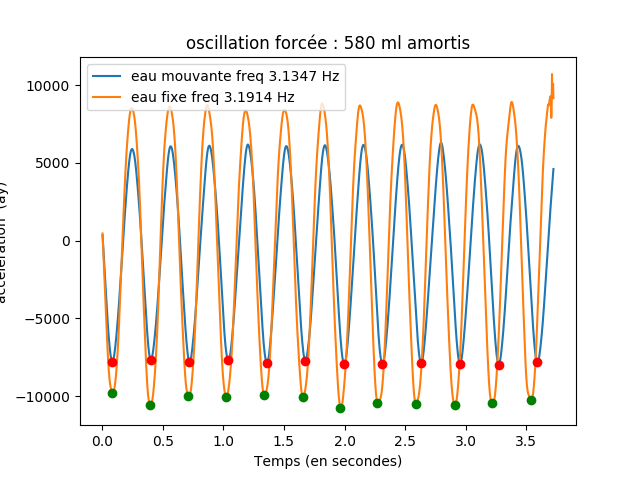 oscillation forcée : 580 ml amortis
eau mouvante freq 3.1347 Hz
eau fixe freq 3.1914 Hz
10000
5000
0
−5000
−10000
(ay)
0.0 0.5 1.0 1.5 2.0 2.5 3.0 3.5
Temps (en secondes)